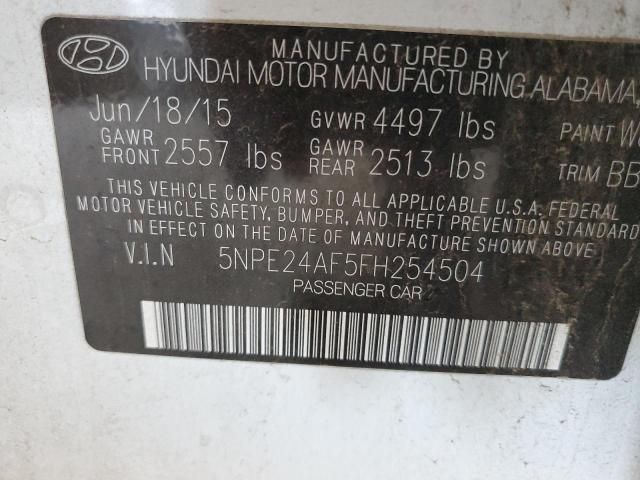 MANUFACTURED BY
HYUNDAI MOTOR MANUFACTURING, ALABAMA
Jun/18/15 GVWR 4497 lbs PAINT
GAWR FRONT 2557 lbs GAWR REAR 2513 lbs TRIM BB
THIS VEHICLE CONFORMS TO ALL APPLICABLE U.S.A. FEDERAL
MOTOR VEHICLE SAFETY, BUMPER, AND THEFT PREVENTION STANDARD
IN EFFECT ON THE DATE OF MANUFACTURE SHOWN ABOVE.
V.I.N 5NPE24AF5FH254504
PASSENGER CAR